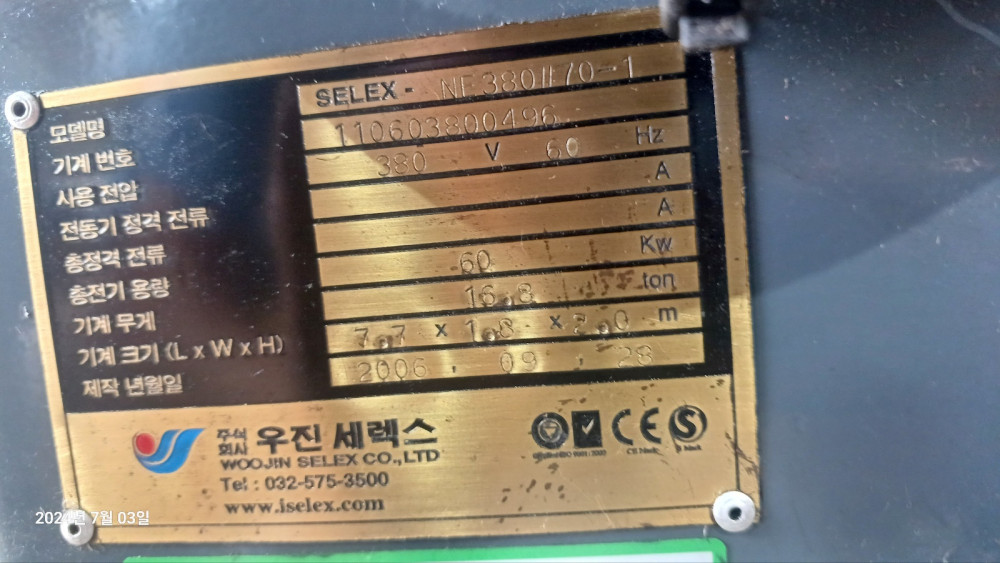 모델명 SELEX- NE380Ⅱ70-1
기계 번호 110603800496
사용 전압 380 V 60 Hz
전동기 정격 전류 A
총정격 전류 A
총전기 용량 60 Kw
기계 무게 16.8 ton
기계 크기 (L x W x H) 7.7 x 1.8 x 2.0 m
제작 년월일 2006 . 09 . 28
주식회사 우진 세렉스
WOOJIN SELEX CO.,LTD
Tel : 032-575-3500
www.iselex.com
CE S
7월 03일